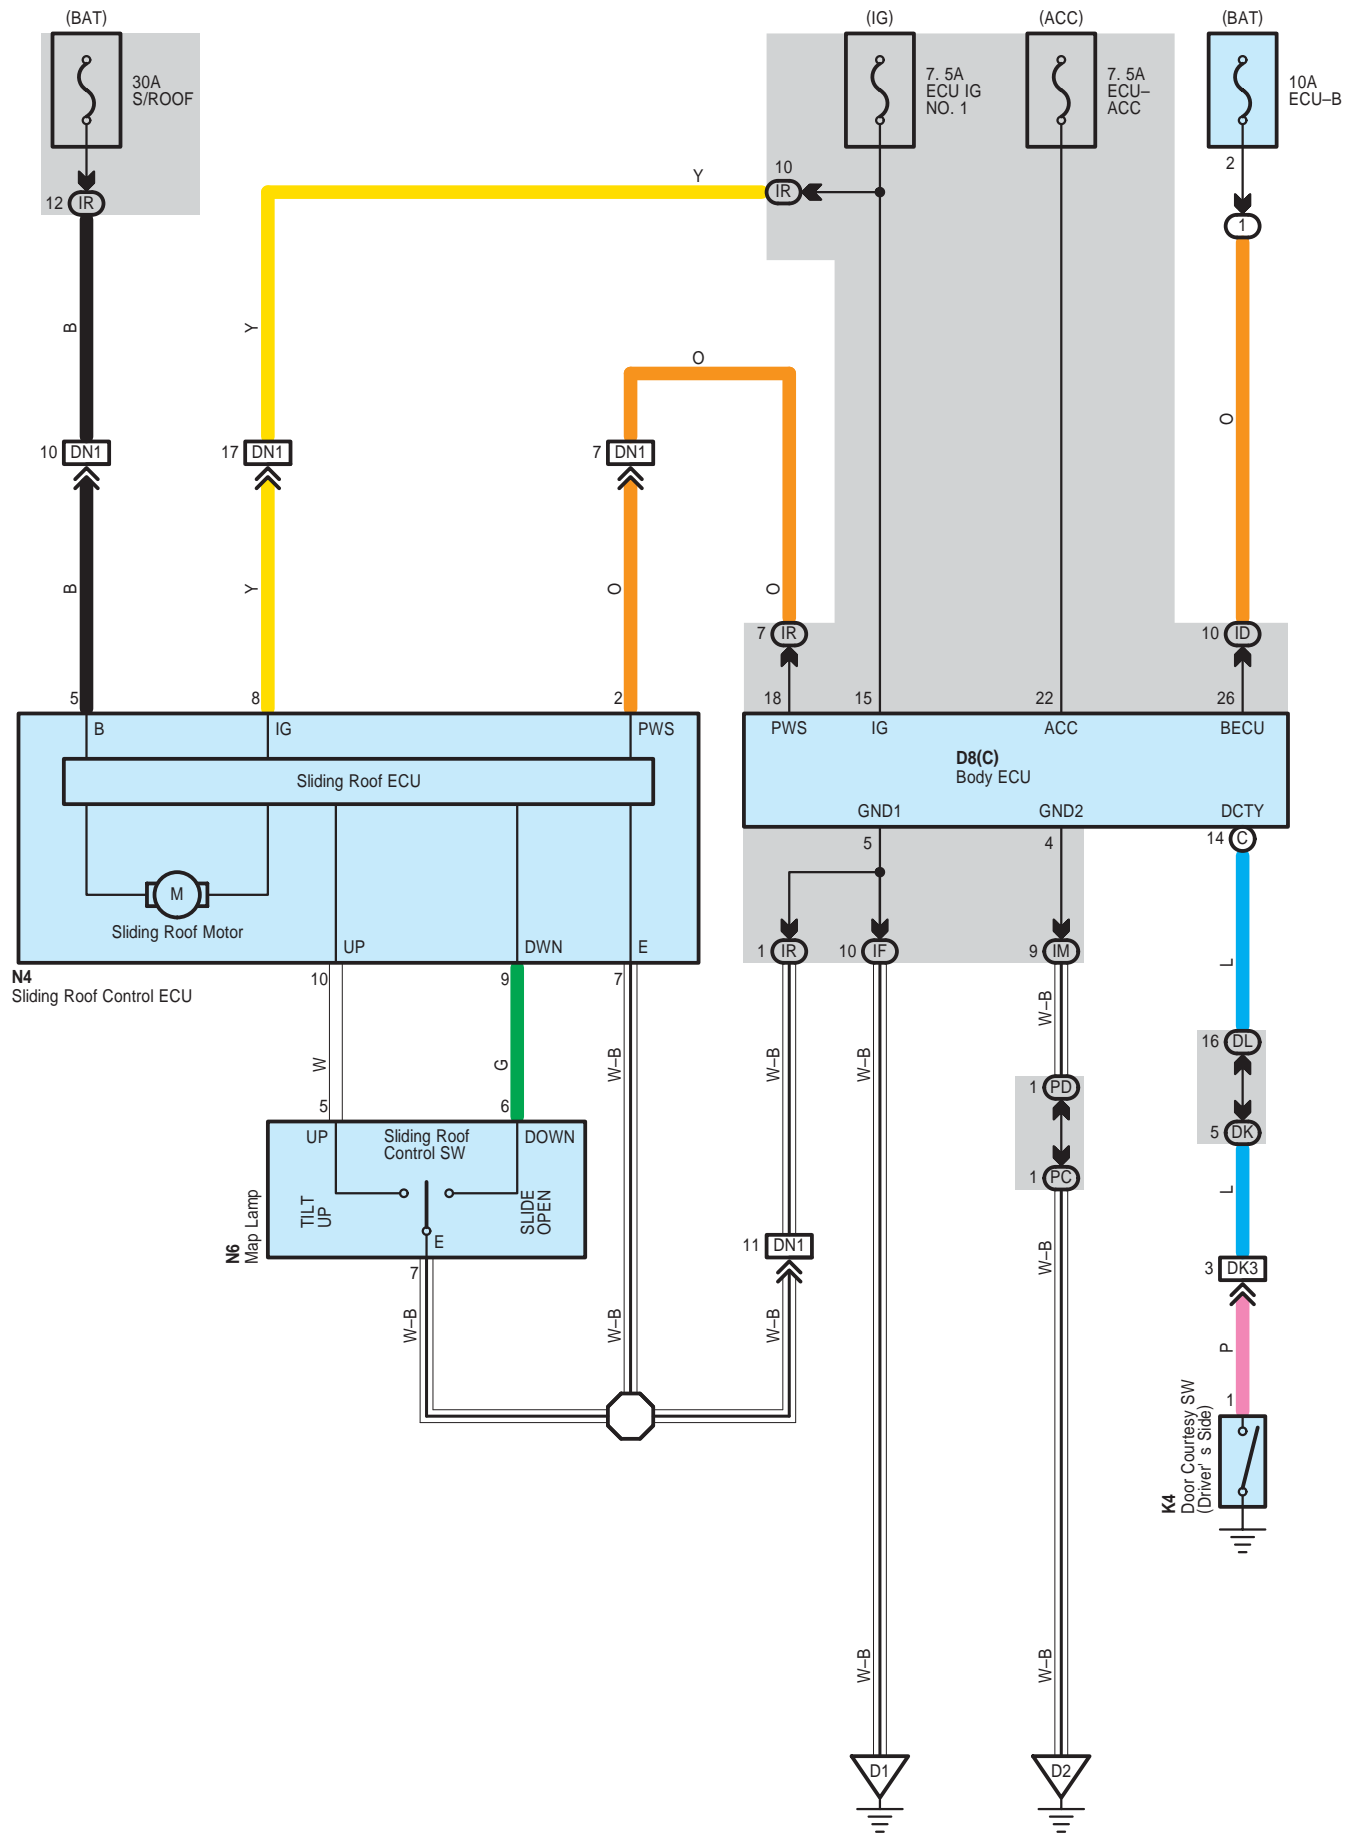 (BAT)
(IG)
(ACC)
(BAT)
30A
S/ROOF
7. 5A
ECU IG
NO. 1
7. 5A
ECU–
ACC
10A
ECU–B
2
10
IR
Y
12
IR
1
B
Y
O
O
10
DN1
17
DN1
7
DN1
B
Y
O
O
7
IR
10
ID
5
8
2
18
15
22
26
B
IG
PWS
PWS
IG
ACC
BECU
Sliding Roof ECU
D8(C)
Body ECU
GND1
GND2
DCTY
5
4
14
C
M
Sliding Roof Motor
UP
DWN
E
1
IR
10
IF
9
IM
L
N4
Sliding Roof Control ECU
10
9
7
W–B
W
G
W–B
W–B
W–B
16
DL
1
PD
5
6
5
DK
UP
Sliding Roof
Control SW
DOWN
1
PC
L
TILT
UP
SLIDE
OPEN
E
N6
Map Lamp
11
DN1
W–B
3
DK3
7
W–B
W–B
W–B
P
1
K4
Door Courtesy SW
(Driver' s Side)
W–B
W–B
D1
D2